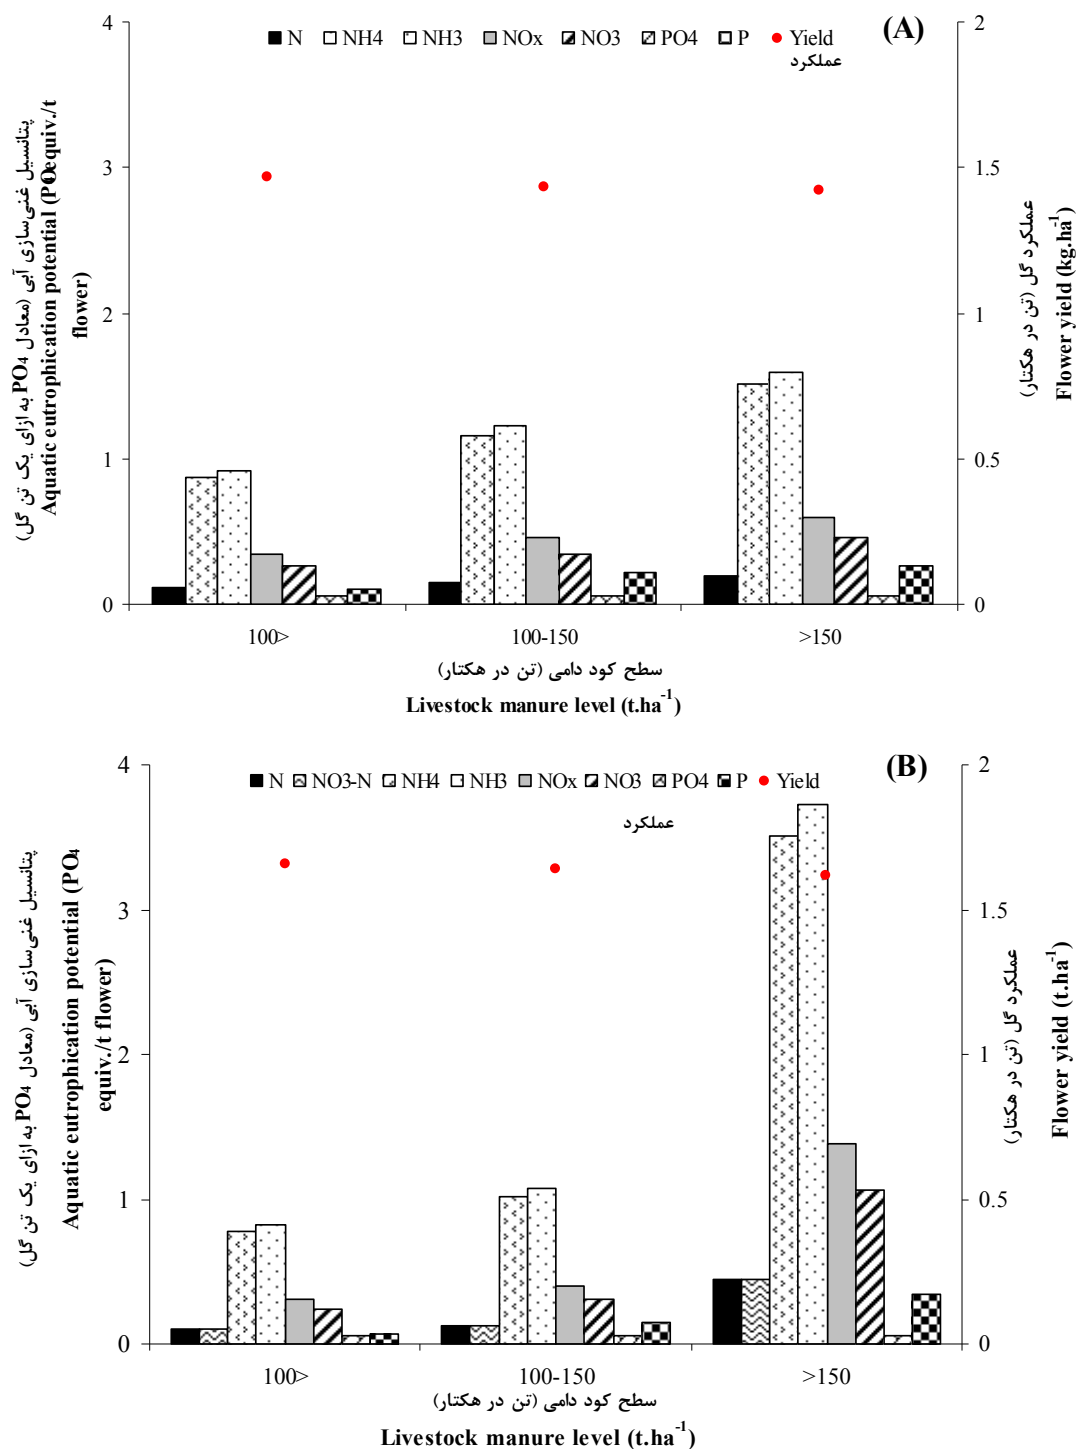 (A)
N NH4 NH3 NOx NO3 PO4 P Yield
عملکرد
4
3
2
1
0
2
1.5
1
0.5
0
پتانسیل غنی‌سازی آبی (معادل PO4 به ازای یک تن گل)
Aquatic eutrophication potential (PO equiv./t
flower)
عملکرد گل (تن در هکتار)
Flower yield (kg.ha-1)
100> 100-150 >150
سطح کود دامی (تن در هکتار)
Livestock manure level (t.ha-1)
(B)
N NO3-N NH4 NH3 NOx NO3 PO4 P Yield
عملکرد
4
3
2
1
0
2
1.5
1
0.5
0
پتانسیل غنی‌سازی آبی (معادل PO4 به ازای یک تن گل)
Aquatic eutrophication potential (PO4
equiv./t flower)
عملکرد گل (تن در هکتار)
Flower yield (t.ha-1)
100> 100-150 >150
سطح کود دامی (تن در هکتار)
Livestock manure level (t.ha-1)